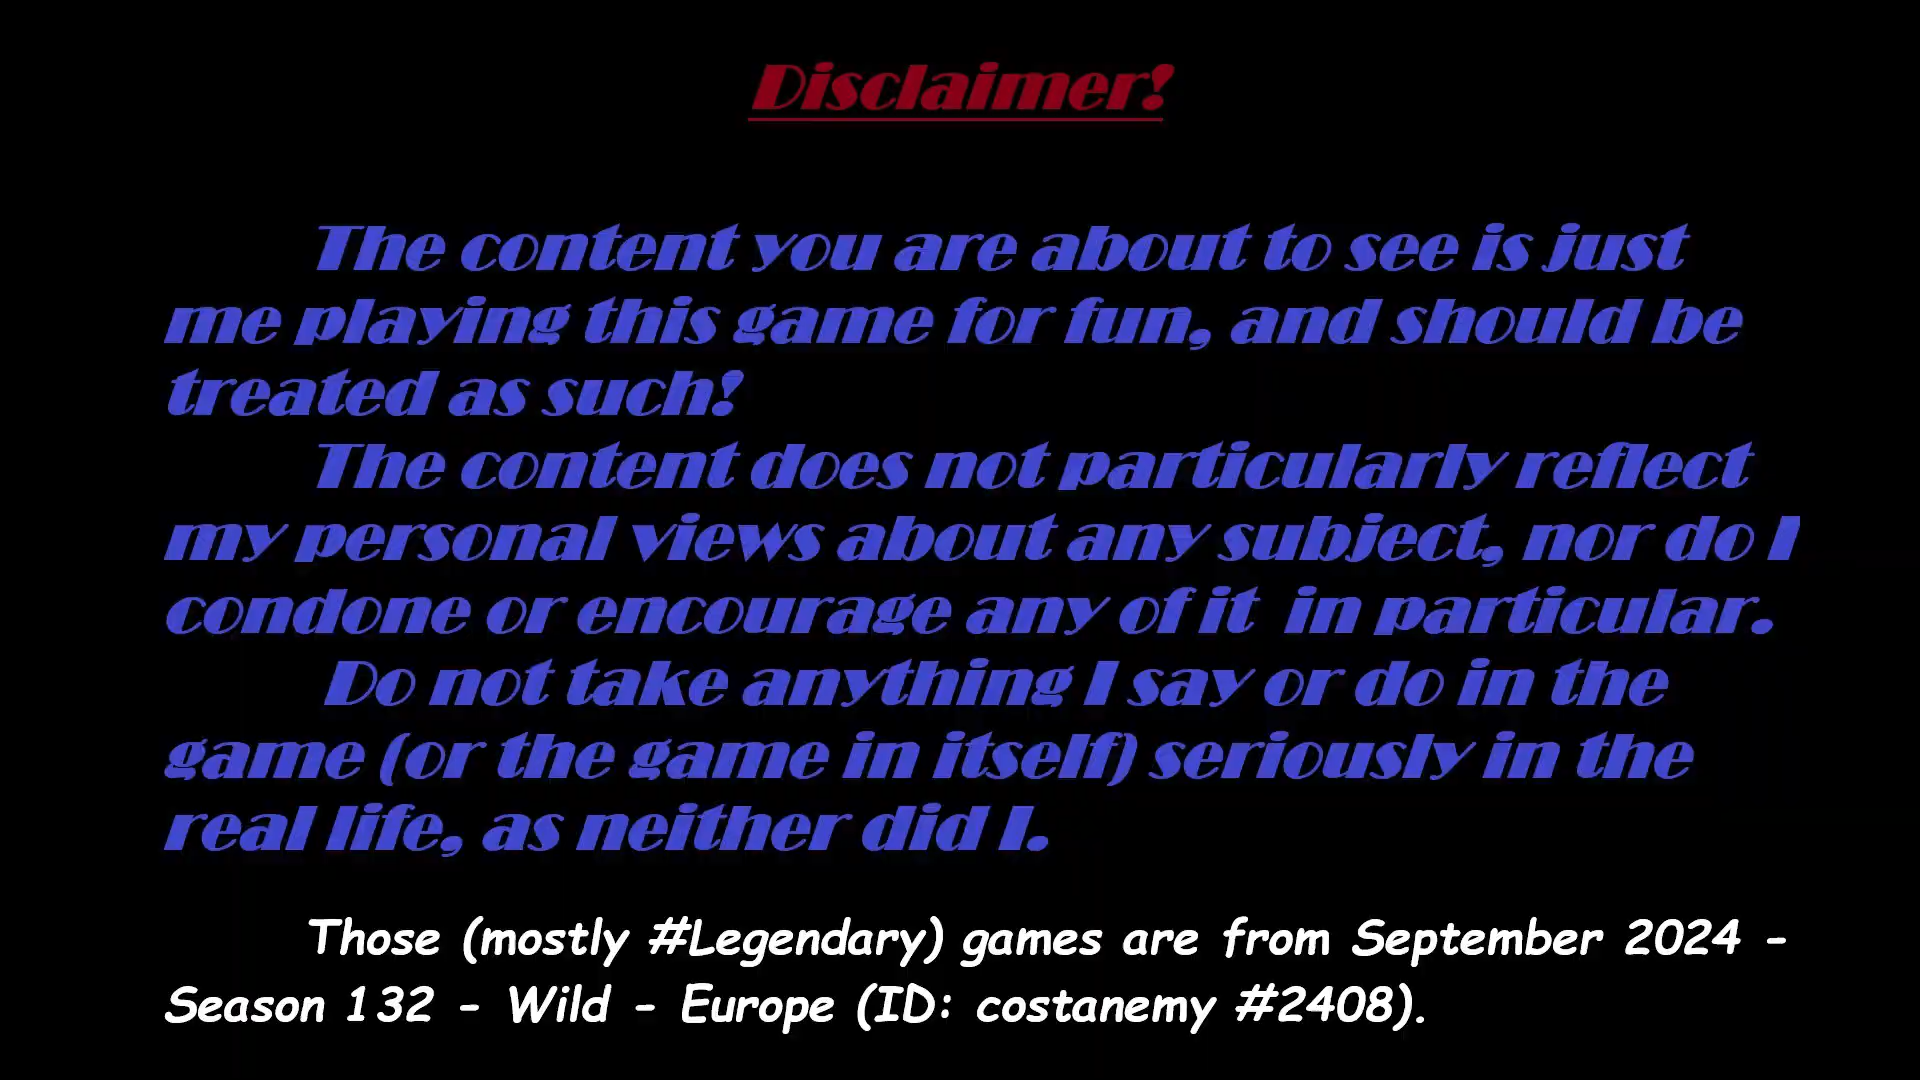 Disclaimer!
The content you are about to see is just
me playing this game for fun, and should be
treated as such!
The content does not particularly reflect
my personal views about any subject, nor do I
condone or encourage any of it  in particular.
Do not take anything I say or do in the
game (or the game in itself) seriously in the
real life, as neither did I.
Those (mostly #Legendary) games are from September 2024 -
Season 132 - Wild - Europe (ID: costanemy #2408).